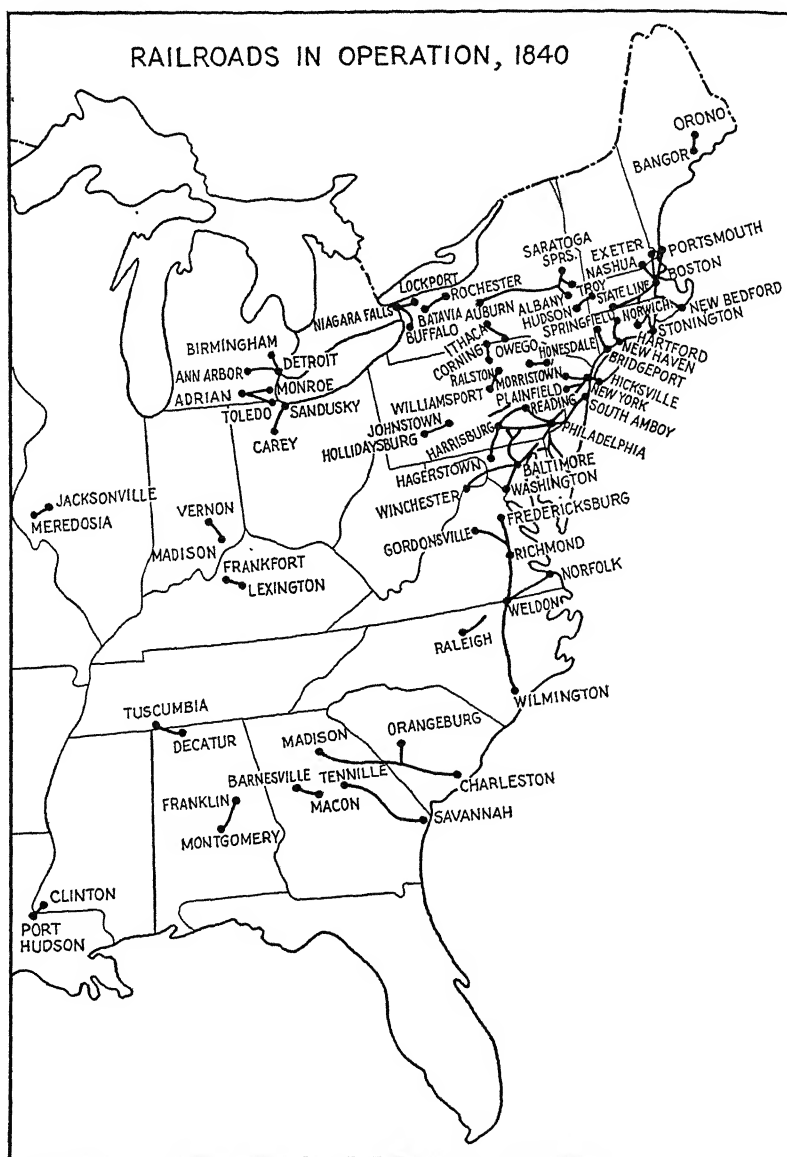 RAILROADS IN OPERATION, 1840
ORONO
BANGOR
SARATOGA
SPRS.
EXETER
PORTSMOUTH
NASHUA
BOSTON
LOCKPORT
ROCHESTER
TROY
STATE LINE
NIAGARA FALLS
BATAVIA
AUBURN
ALBANY
HUDSON
NEW BEDFORD
BUFFALO
SPRINGFIELD
NORWICH
STONINGTON
ITHACA
BIRMINGHAM
DETROIT
CORNING
OWEGO
HONESDALE
HARTFORD
NEW HAVEN
BRIDGEPORT
ANN ARBOR
MONROE
RALSTON
MORRISTOWN
HICKSVILLE
ADRIAN
WILLIAMSPORT
PLAINFIELD
NEW YORK
TOLEDO
SANDUSKY
READING
SOUTH AMBOY
CAREY
JOHNSTOWN
HOLLIDAYSBURG
HARRISBURG
PHILADELPHIA
HAGERSTOWN
BALTIMORE
WINCHESTER
WASHINGTON
JACKSONVILLE
MEREDOSIA
VERNON
MADISON
FREDERICKSBURG
GORDONSVILLE
RICHMOND
FRANKFORT
LEXINGTON
NORFOLK
WELDON
RALEIGH
WILMINGTON
TUSCUMBIA
DECATUR
MADISON
ORANGEBURG
CHARLESTON
BARNESVILLE
TENNILLE
FRANKLIN
MACON
SAVANNAH
MONTGOMERY
CLINTON
PORT
HUDSON